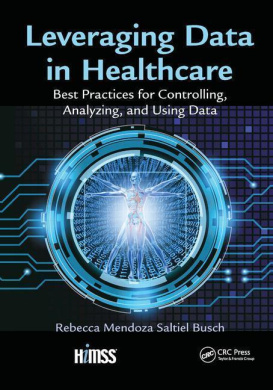 Leveraging Data
in Healthcare
Best Practices for Controlling,
Analyzing, and Using Data
Rebecca Mendoza Saltiel Busch
HiMSS
CRC Press
Taylor & Francis Group